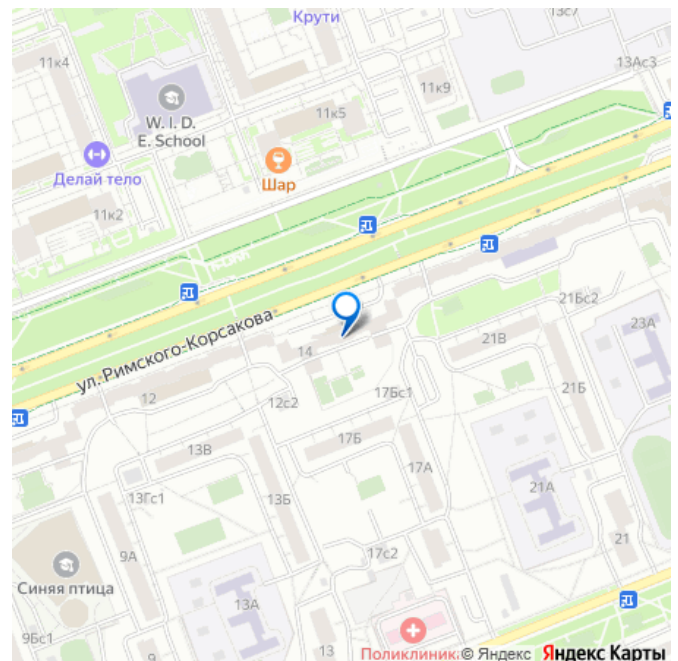 Крути
13с7
11к4
13Ас3
11к9
W. I. D.
E. School
11к5
Делай тело
Шар
11к2
ул. Римского-Корсакова
21Бс2
23А
14
21В
12
12с2
17Бс1
21Б
13В
17Б
17А
13Гс1
13Б
21А
9А
17с2
21
Синяя птица
13А
9Бс1
9
13
Поликлиника
© Яндекс Яндекс Карты